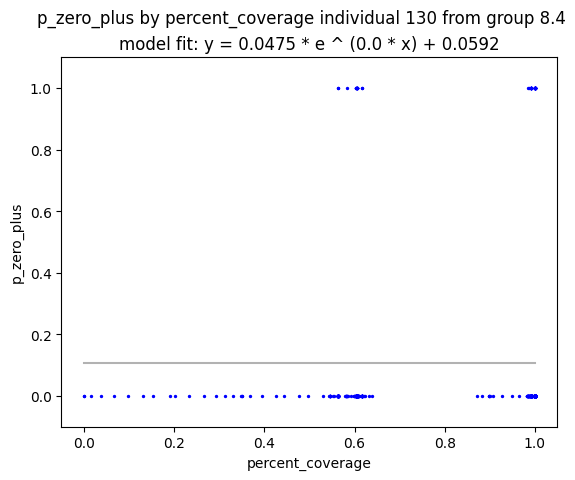 p_zero_plus by percent_coverage individual 130 from group 8.4
model fit: y = 0.0475 * e ^ (0.0 * x) + 0.0592
1.0
0.8
0.6
0.4
0.2
0.0
p_zero_plus
0.0 0.2 0.4 0.6 0.8 1.0
percent_coverage